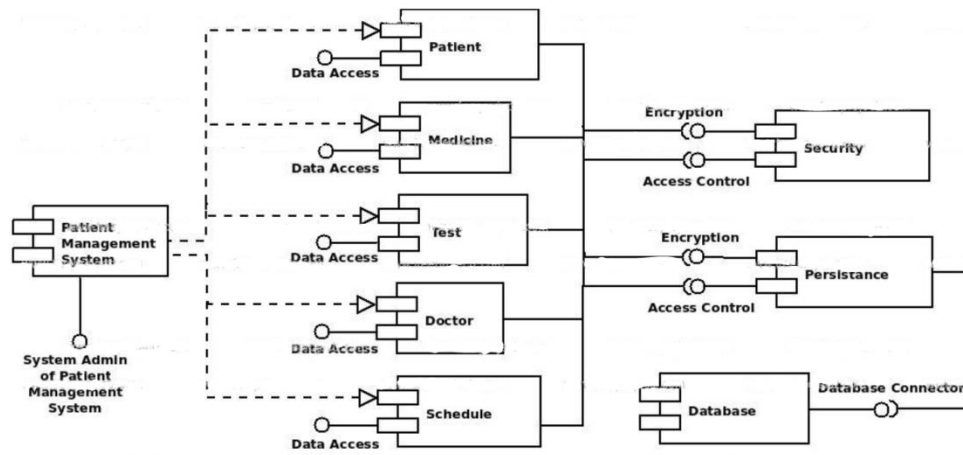 Patient
Data Access
Encryption
Medicine
Security
Data Access
Access Control
Patient
Management
System
Test
Encryption
Data Access
Persistance
Access Control
Doctor
Data Access
System Admin
of Patient
Management
System
Database Connector
Schedule
Database
Data Access